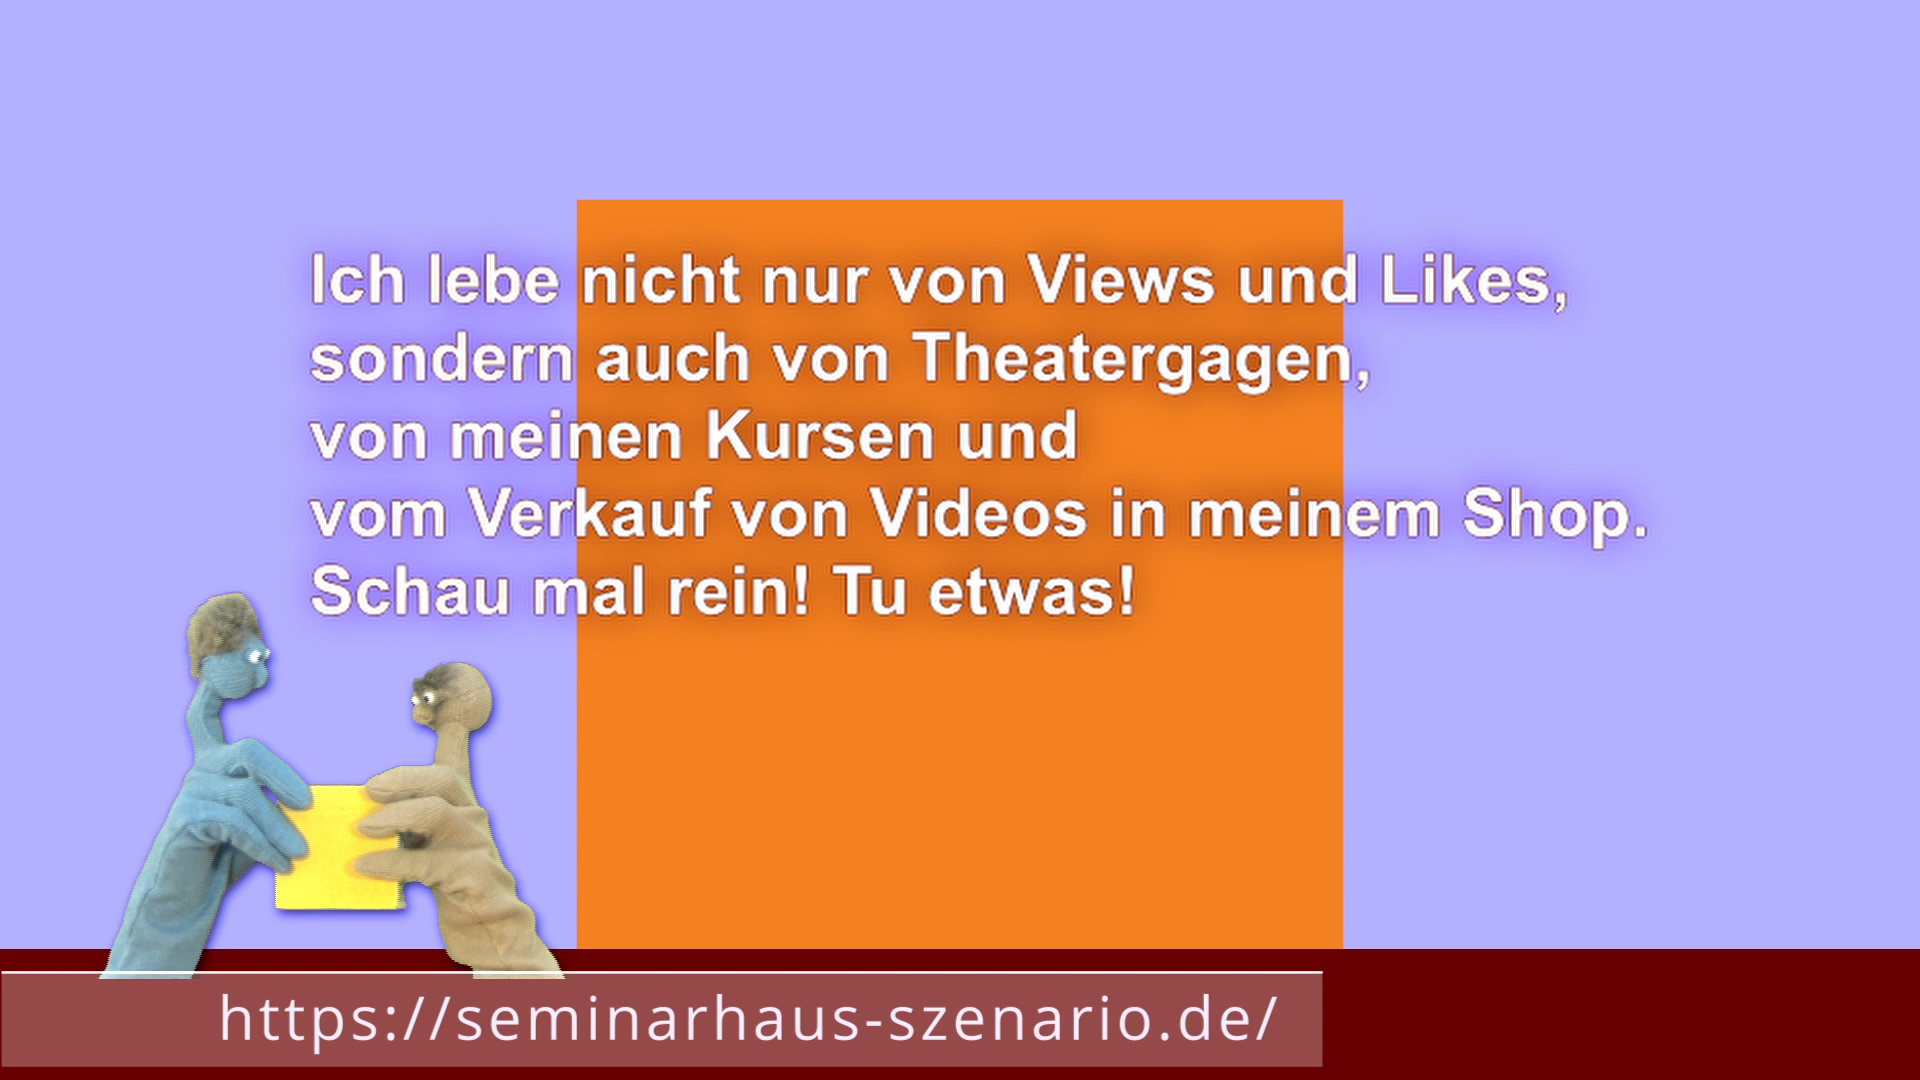 Ich lebe nicht nur von Views und Likes,
sondern auch von Theatergagen,
von meinen Kursen und
vom Verkauf von Videos in meinem Shop.
Schau mal rein! Tu etwas!
https://seminarhaus-szenario.de/